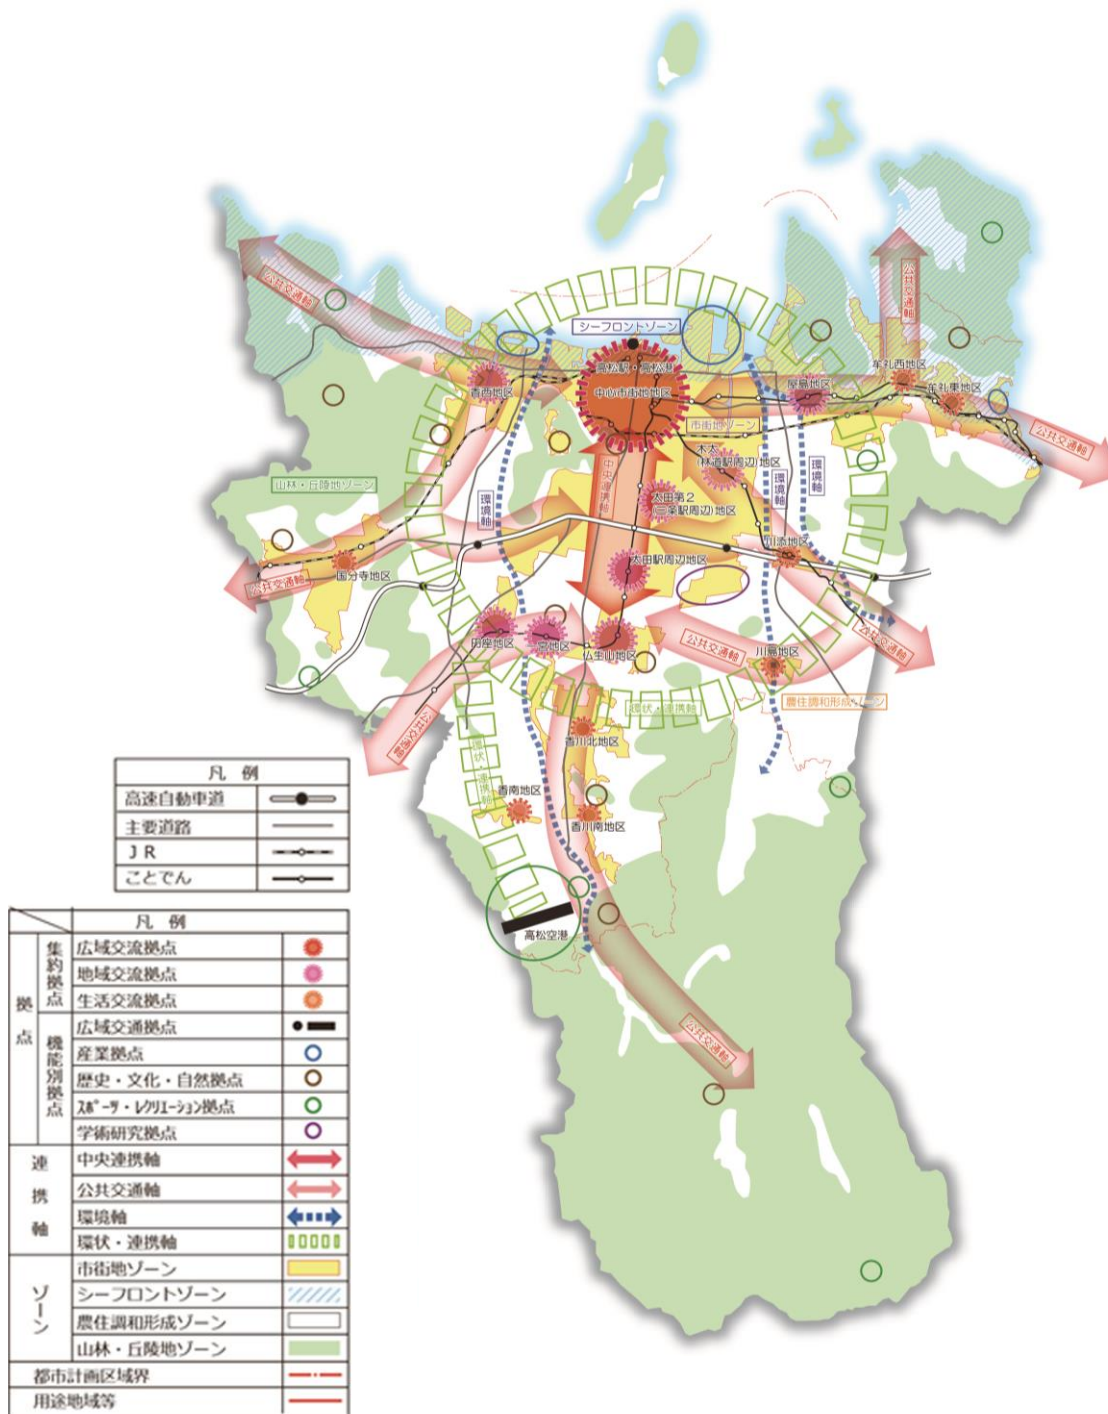 公共交通軸
公共交通軸
シーフロントゾーン
高松駅・高松港
中心市街地地区
香西地区
屋島地区
牟礼西地区
牟礼東地区
市街地ゾーン
公共交通軸
木太
(林道駅周辺)地区
中央連携軸
環境軸
環境軸
環境軸
山林・丘陵地ゾーン
太田第2
(三条駅周辺)地区
川添地区
国分寺地区
公共交通軸
太田駅周辺地区
円座地区
一宮地区
仏生山地区
公共交通軸
川島地区
公共交通軸
農住調和形成ゾーン
環状・連携軸
公共交通軸
香川北地区
環状・連携軸
香南地区
香川南地区
高松空港
公共交通軸
凡 例
高速自動車道
主要道路
JR
ことでん
凡 例
拠点
集約拠点
広域交流拠点
地域交流拠点
生活交流拠点
機能別拠点
広域交通拠点
産業拠点
歴史・文化・自然拠点
スポーツ・レクリエーション拠点
学術研究拠点
連携軸
中央連携軸
公共交通軸
環境軸
環状・連携軸
ゾーン
市街地ゾーン
シーフロントゾーン
農住調和形成ゾーン
山林・丘陵地ゾーン
都市計画区域界
用途地域等